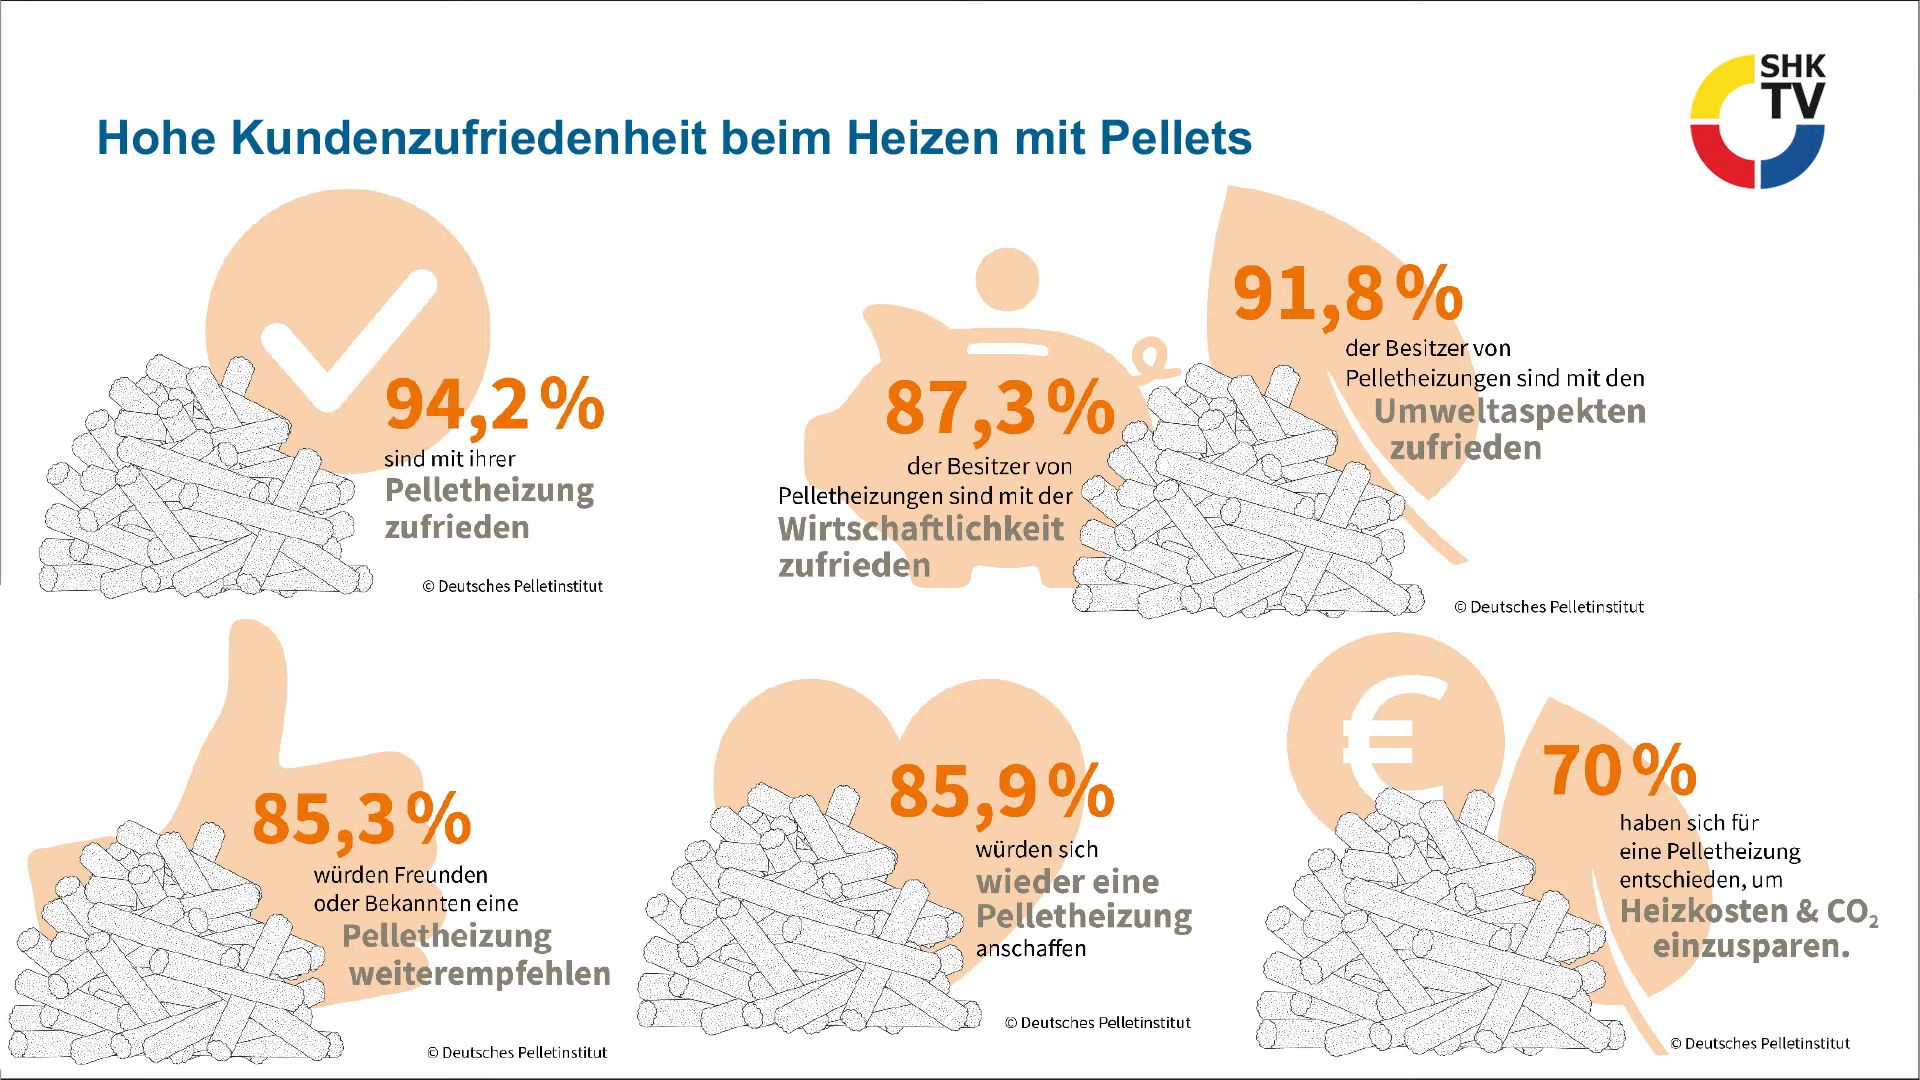 SHK
TV
Hohe Kundenzufriedenheit beim Heizen mit Pellets
94,2 %
sind mit ihrer
Pelletheizung
zufrieden
© Deutsches Pelletinstitut
87,3 %
der Besitzer von
Pelletheizungen sind mit der
Wirtschaftlichkeit
zufrieden
91,8 %
der Besitzer von
Pelletheizungen sind mit den
Umweltaspekten
zufrieden
© Deutsches Pelletinstitut
85,3 %
würden Freunden
oder Bekannten eine
Pelletheizung
weiterempfehlen
© Deutsches Pelletinstitut
85,9 %
würden sich
wieder eine
Pelletheizung
anschaffen
© Deutsches Pelletinstitut
€
70 %
haben sich für
eine Pelletheizung
entschieden, um
Heizkosten & CO₂
einzusparen.
© Deutsches Pelletinstitut